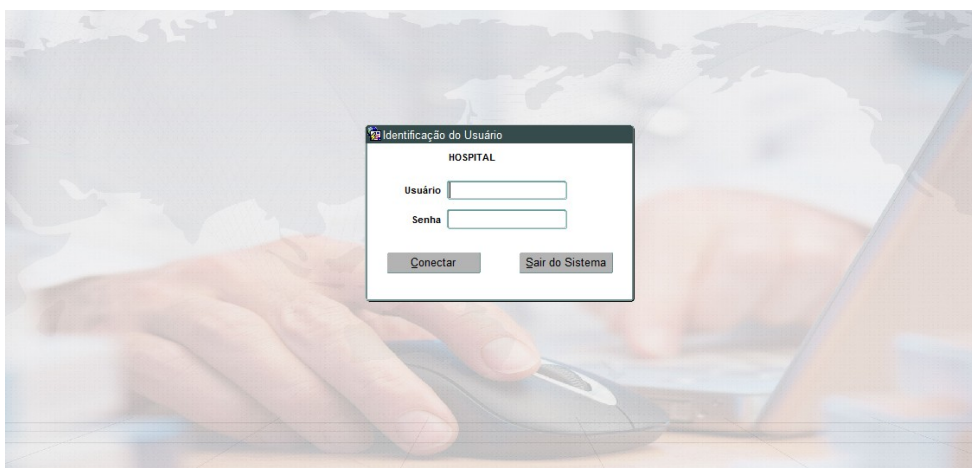 Identificação do Usuário
HOSPITAL
Usuário
Senha
Conectar
Sair do Sistema